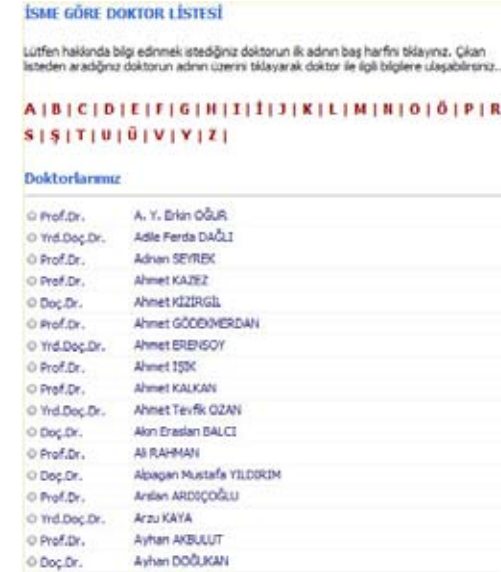 İSME GÖRE DOKTOR LİSTESİ
Lütfen hakkında bilgi edinmek istediğiniz doktorun ilk adının baş harfini tıklayınız. Çıkan
listeden aradığınız doktorun adının üzerini tıklayarak doktor ile ilgili bilgilere ulaşabilirsiniz..
A | B | C | D | E | F | G | H | I | İ | J | K | L | M | N | O | Ö | P | R
S | Ş | T | U | Ü | V | Y | Z |
Doktorlarımız
Prof.Dr. A. Y. Erkin OĞUR
Yrd.Doç.Dr. Adile Ferda DAĞLI
Prof.Dr. Adnan SEYREK
Prof.Dr. Ahmet KAZEZ
Doç.Dr. Ahmet KIZIRGIL
Prof.Dr. Ahmet GÖDEKMERDAN
Yrd.Doç.Dr. Ahmet ERENSOY
Prof.Dr. Ahmet IŞIK
Prof.Dr. Ahmet KALKAN
Yrd.Doç.Dr. Ahmet Tevfik OZAN
Doç.Dr. Akın Eraslan BALCI
Prof.Dr. Ali RAHMAN
Doç.Dr. Alpagan Mustafa YILDIRIM
Prof.Dr. Arslan ARDIÇOĞLU
Yrd.Doç.Dr. Arzu KAYA
Prof.Dr. Ayhan AKBULUT
Doç.Dr. Ayhan DOĞUKAN